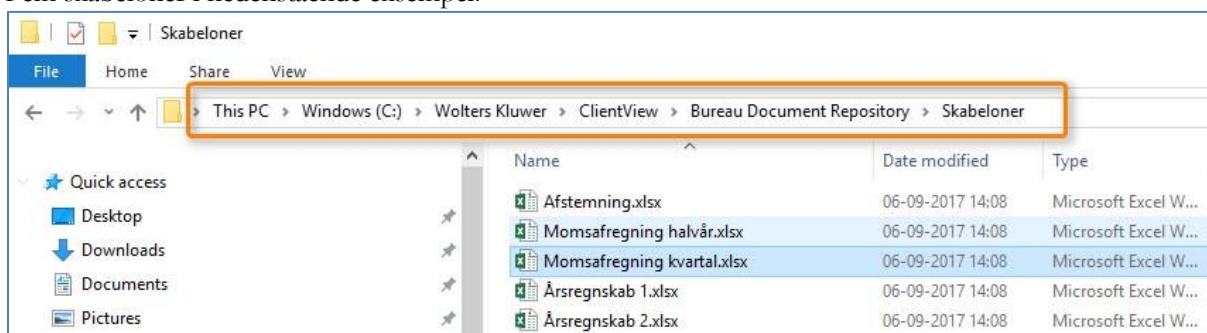 Skabeloner
File Home Share View
This PC > Windows (C:) > Wolters Kluwer > ClientView > Bureau Document Repository > Skabeloner
Name Date modified Type
Quick access
Desktop
Downloads
Documents
Pictures
Afstemning.xlsx 06-09-2017 14:08 Microsoft Excel W...
Momsafregning halvår.xlsx 06-09-2017 14:08 Microsoft Excel W...
Momsafregning kvartal.xlsx 06-09-2017 14:08 Microsoft Excel W...
Årsregnskab 1.xlsx 06-09-2017 14:08 Microsoft Excel W...
Årsregnskab 2.xlsx 06-09-2017 14:08 Microsoft Excel W...